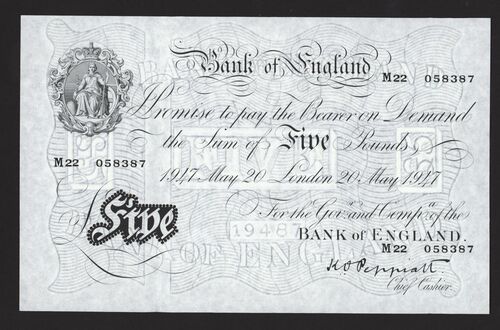 Bank of England
M22 058387
I Promise to pay the Bearer on Demand
the Sum of Five Pounds
M22 058387
1947 May 20 London 20 May 1947
For the Gov.r and Comp.a of the
BANK of ENGLAND.
M22 058387
£ Five
K O Peppiatt
Chief Cashier.